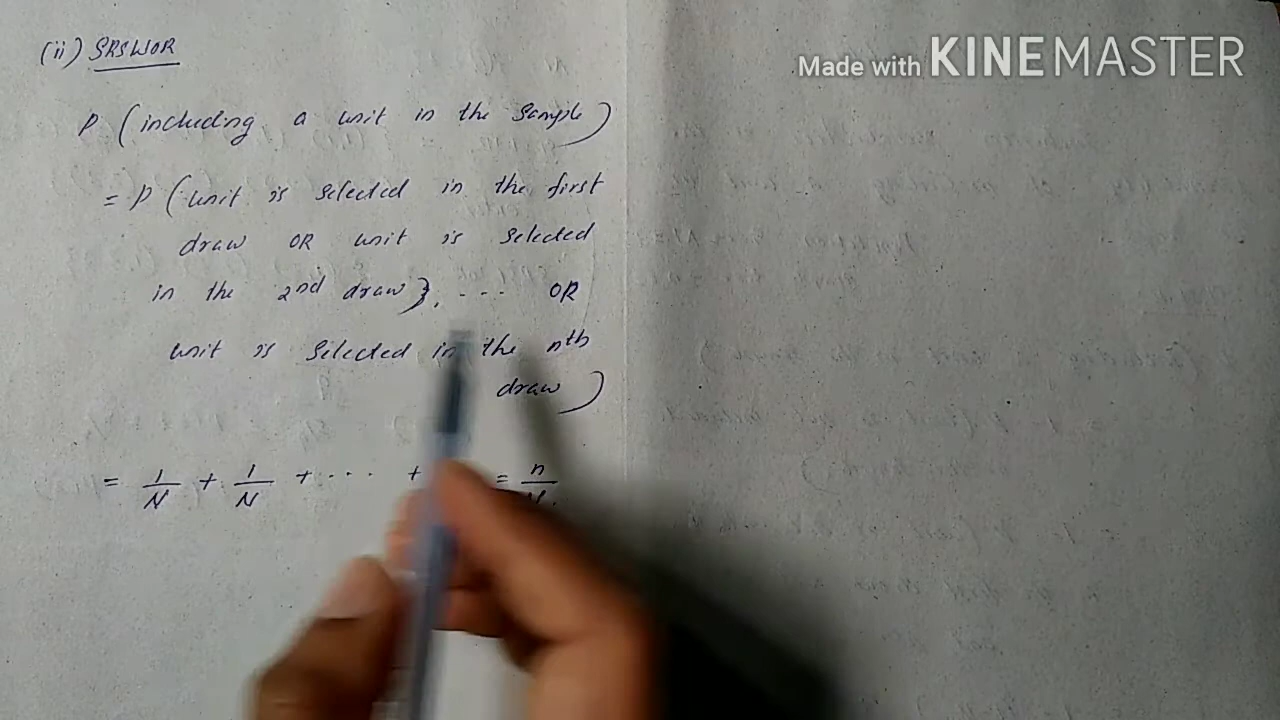 (ii) SRSWOR
Made with KINEMASTER
P (including a unit in the sample)
= P (unit is selected in the first
draw OR unit is selected
in the 2nd draw}, - - - OR
unit is selected in the nth
draw)
= 1/N + 1/N + . . . + = n/N.